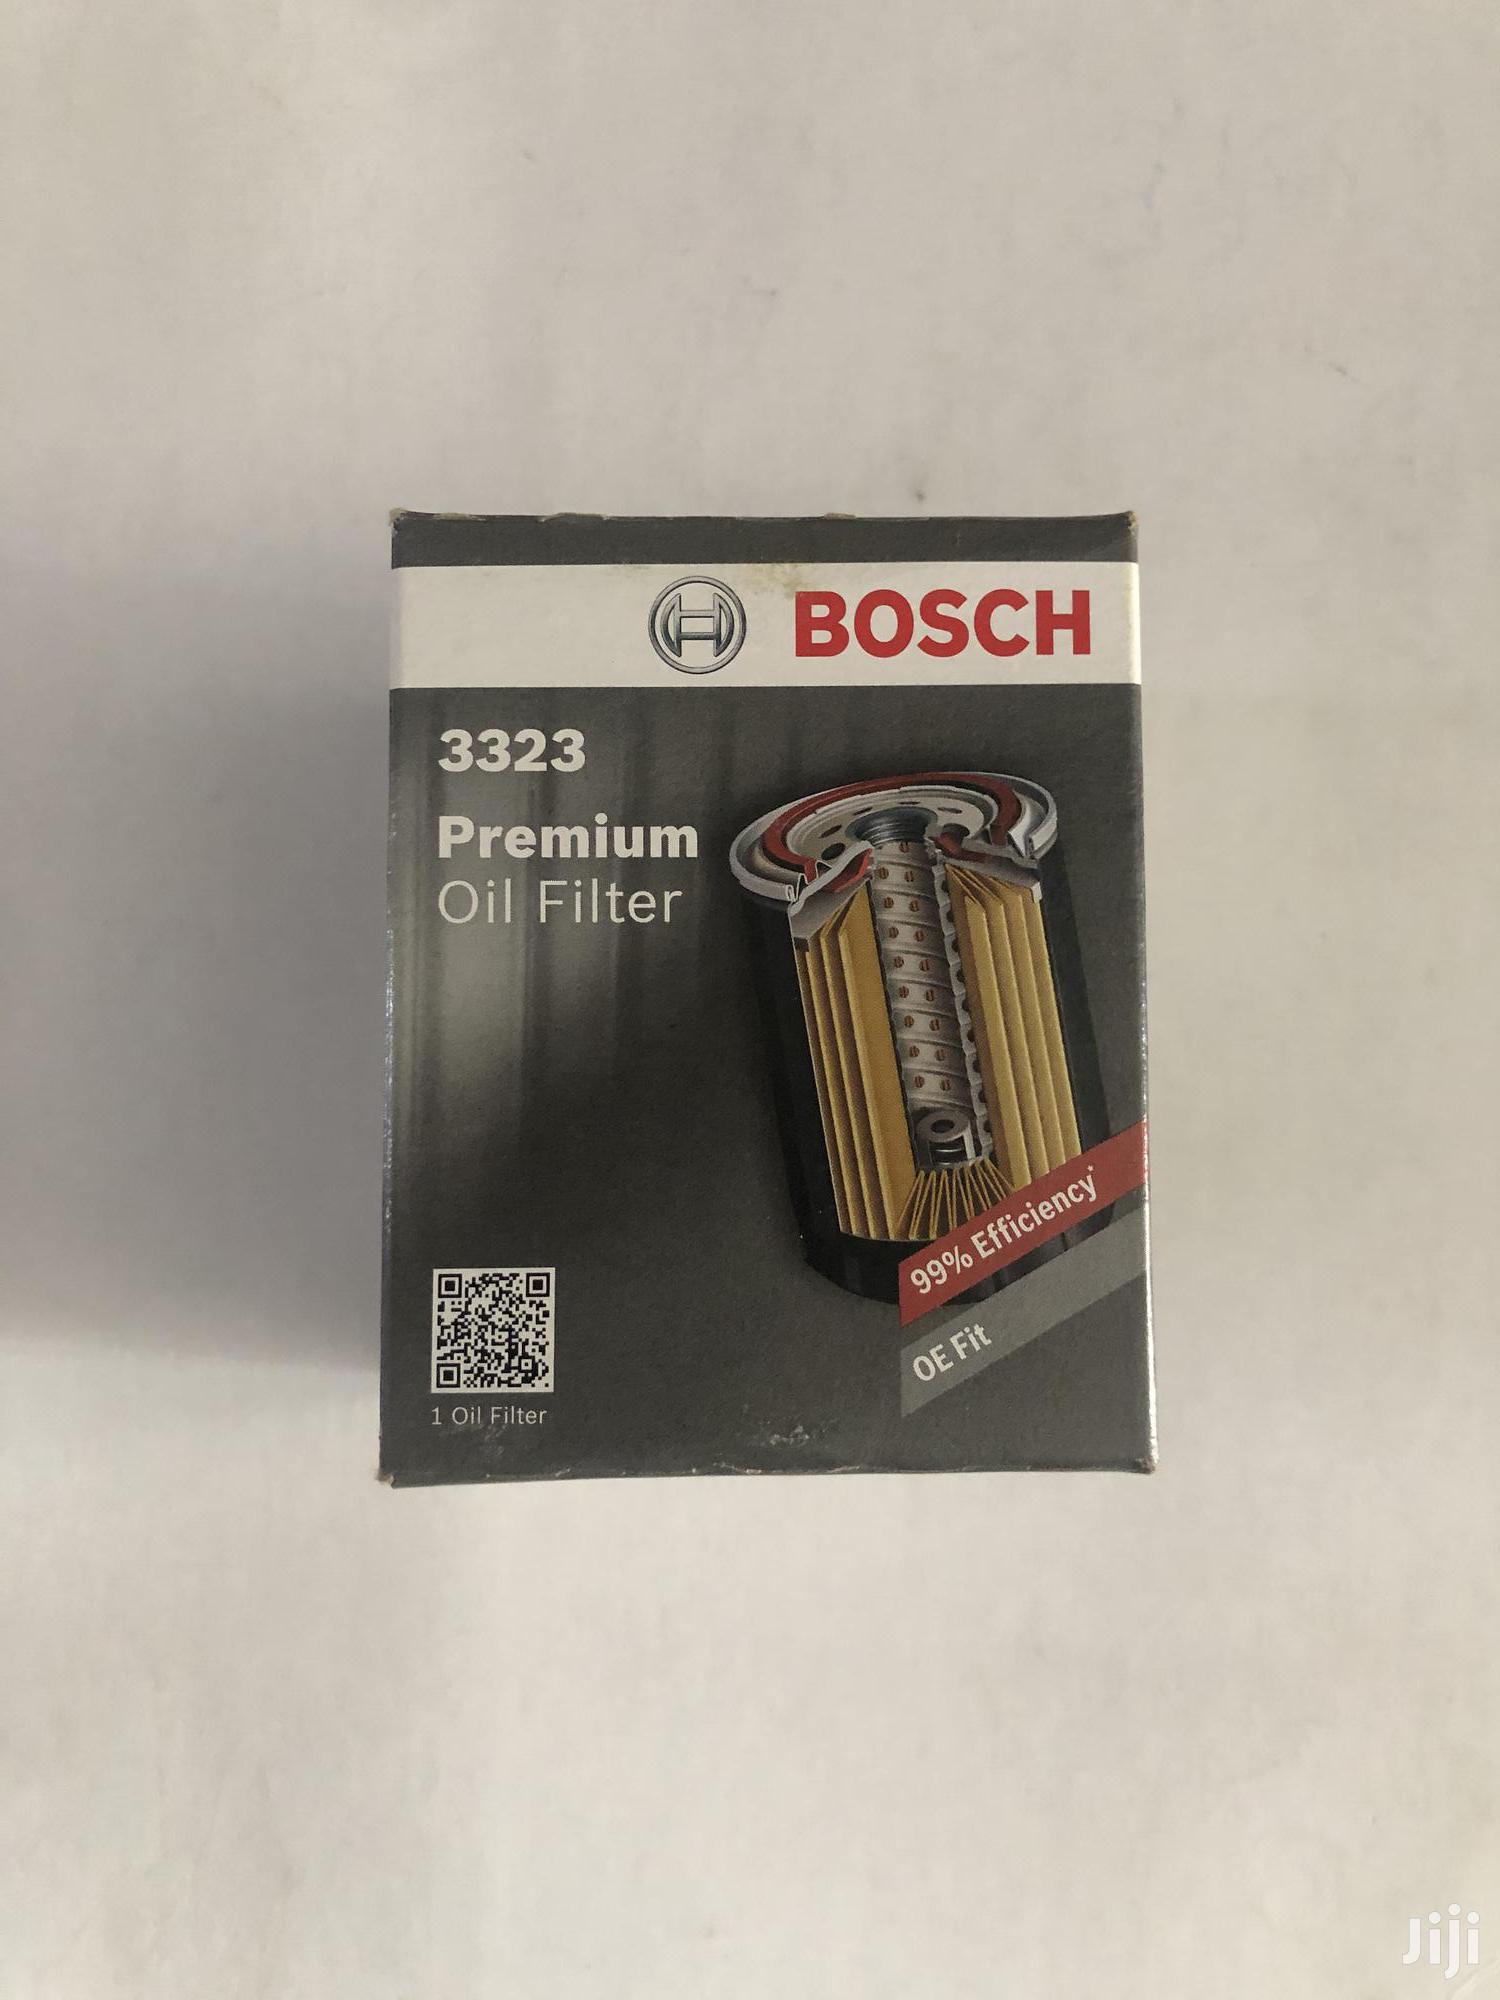 BOSCH
3323
Premium
Oil Filter
99% Efficiency*
OE Fit
1 Oil Filter
Jiji